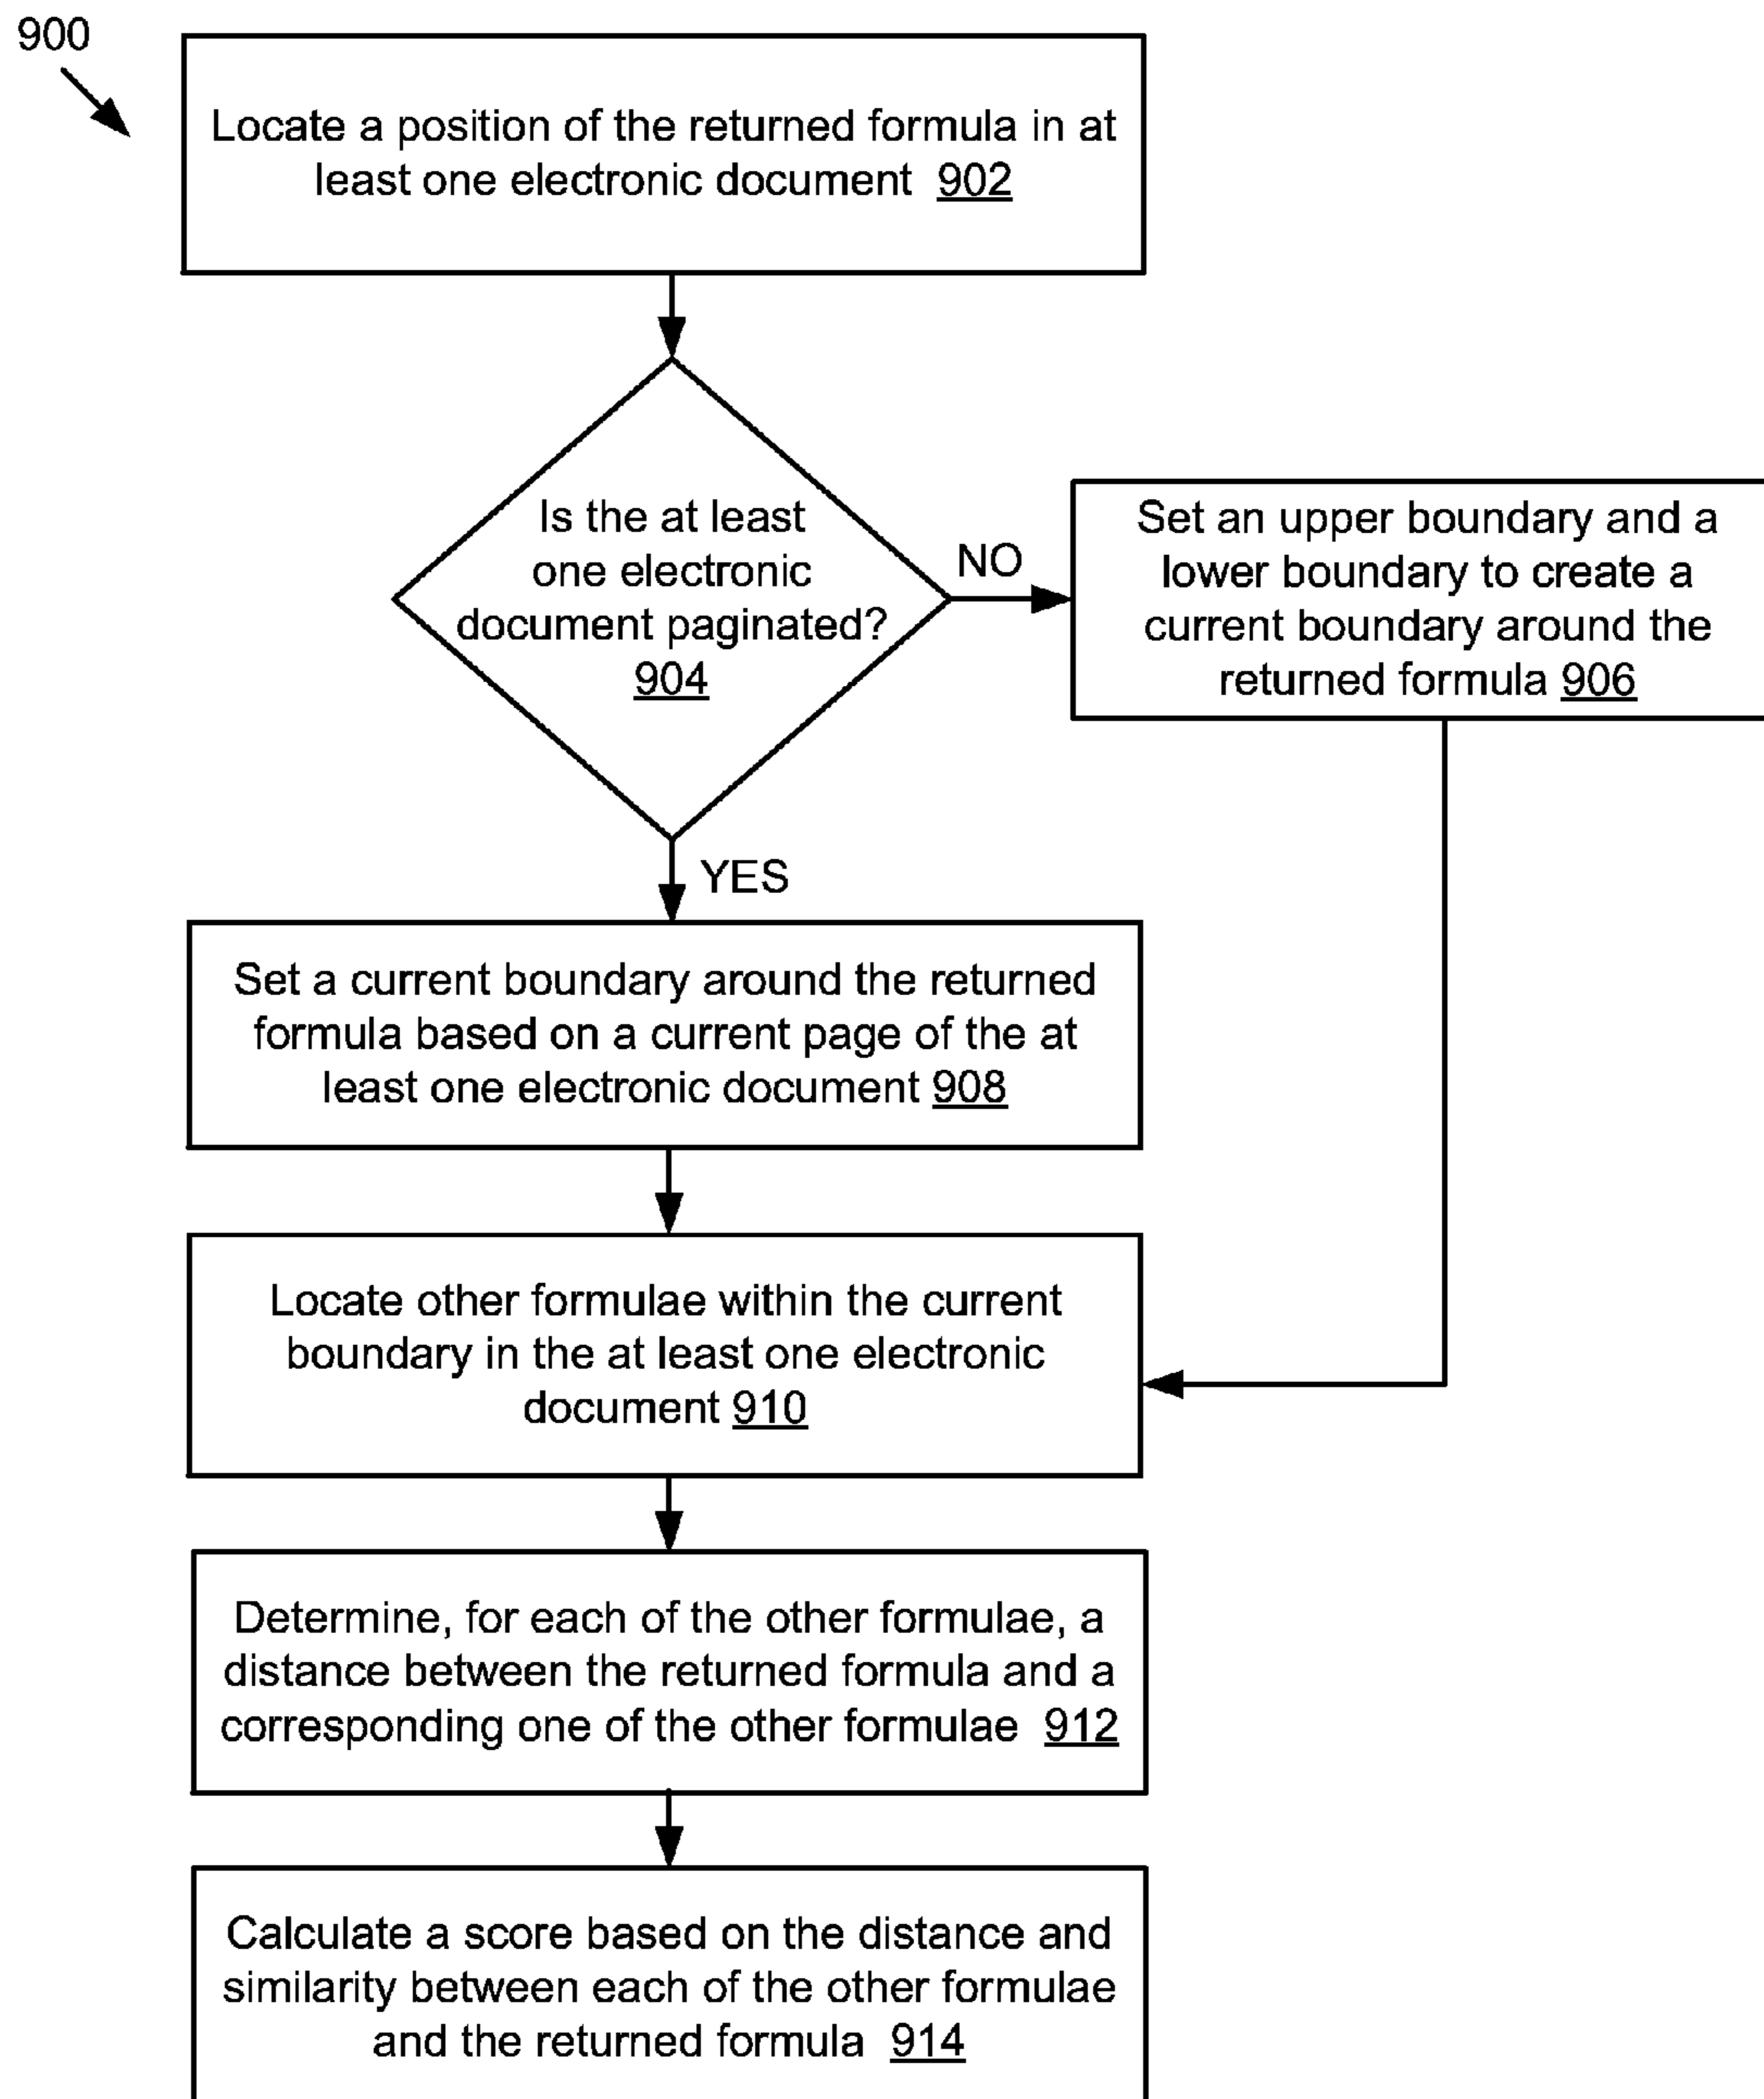 900
Locate a position of the returned formula in at
least one electronic document 902
Is the at least
one electronic
document paginated?
904
NO
Set an upper boundary and a
lower boundary to create a
current boundary around the
returned formula 906
YES
Set a current boundary around the returned
formula based on a current page of the at
least one electronic document 908
Locate other formulae within the current
boundary in the at least one electronic
document 910
Determine, for each of the other formulae, a
distance between the returned formula and a
corresponding one of the other formulae 912
Calculate a score based on the distance and
similarity between each of the other formulae
and the returned formula 914